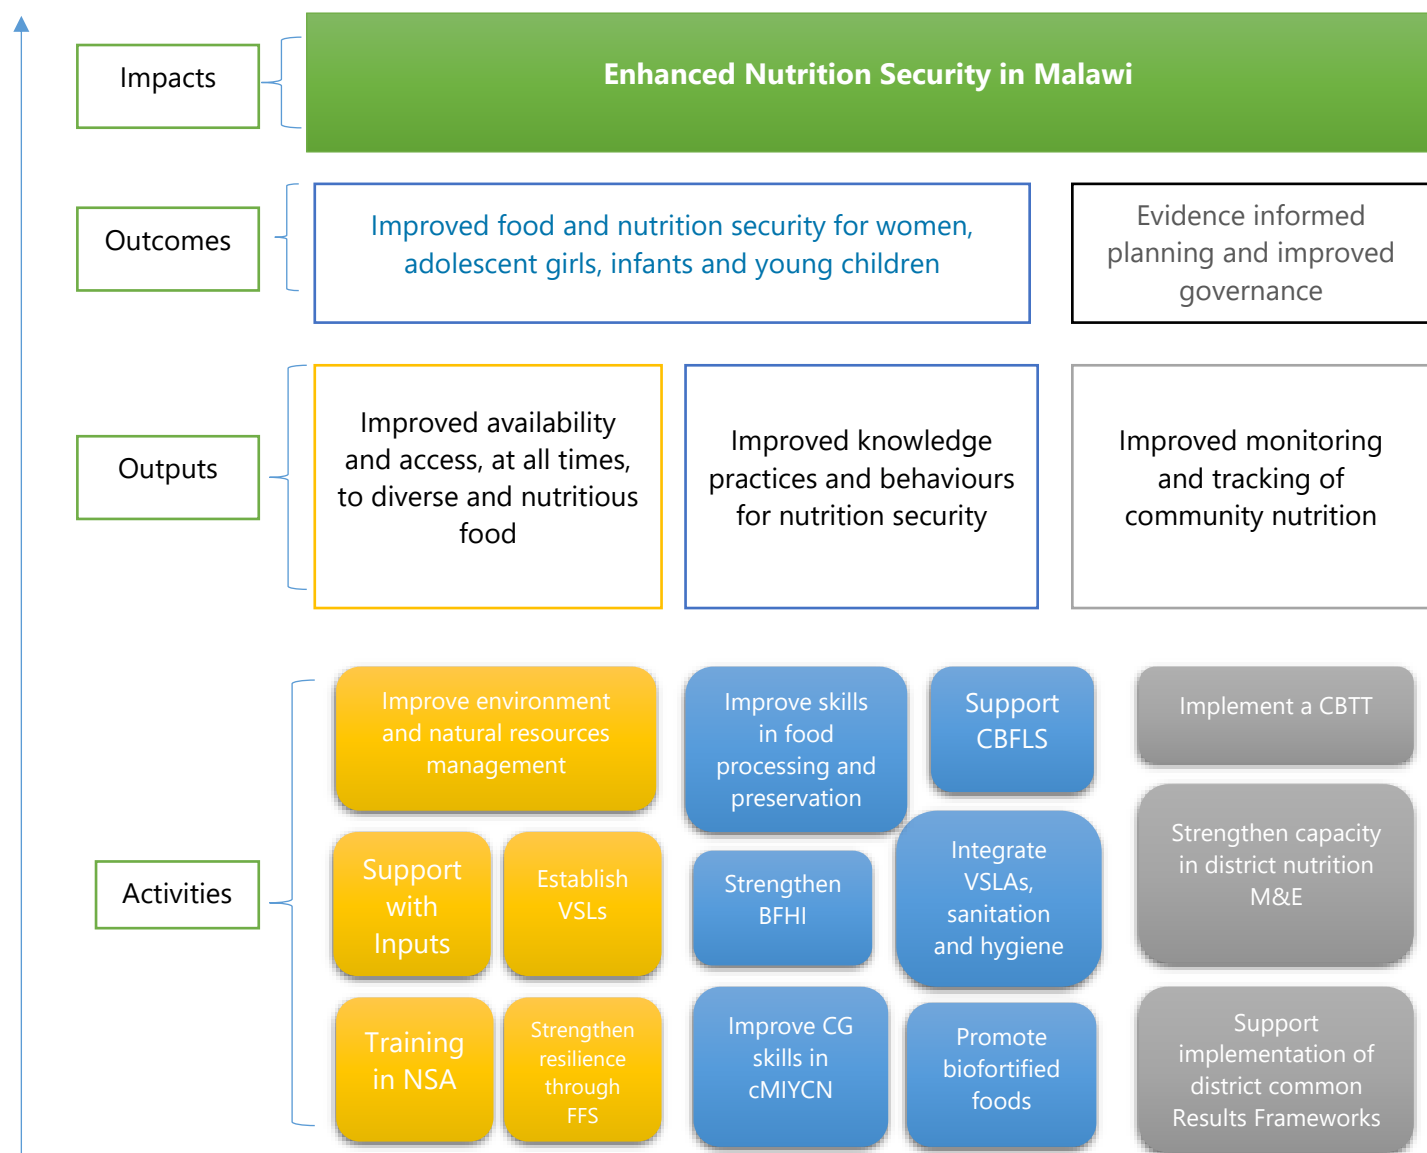 Impacts
Enhanced Nutrition Security in Malawi
Outcomes
Improved food and nutrition security for women,
adolescent girls, infants and young children
Evidence informed
planning and improved
governance
Outputs
Improved availability
and access, at all times,
to diverse and nutritious
food
Improved knowledge
practices and behaviours
for nutrition security
Improved monitoring
and tracking of
community nutrition
Activities
Improve environment
and natural resources
management
Support
with
Inputs
Establish
VSLs
Training
in NSA
Strengthen
resilience
through
FFS
Improve skills
in food
processing and
preservation
Support
CBFLS
Strengthen
BFHI
Integrate
VSLAs,
sanitation
and hygiene
Improve CG
skills in
cMIYCN
Promote
biofortified
foods
Implement a CBTT
Strengthen capacity
in district nutrition
M&E
Support
implementation of
district common
Results Frameworks